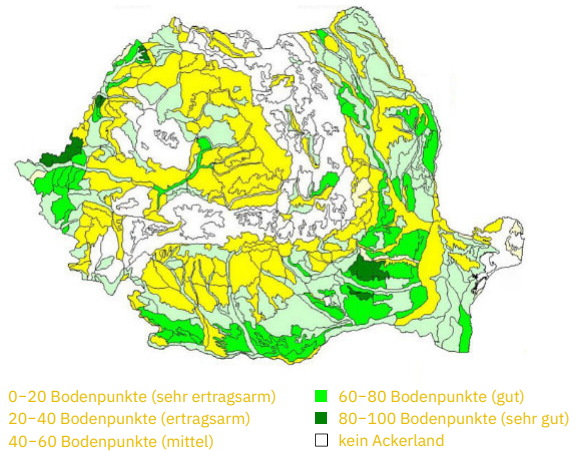 0–20 Bodenpunkte (sehr ertragsarm)
20–40 Bodenpunkte (ertragsarm)
40–60 Bodenpunkte (mittel)
60–80 Bodenpunkte (gut)
80–100 Bodenpunkte (sehr gut)
kein Ackerland